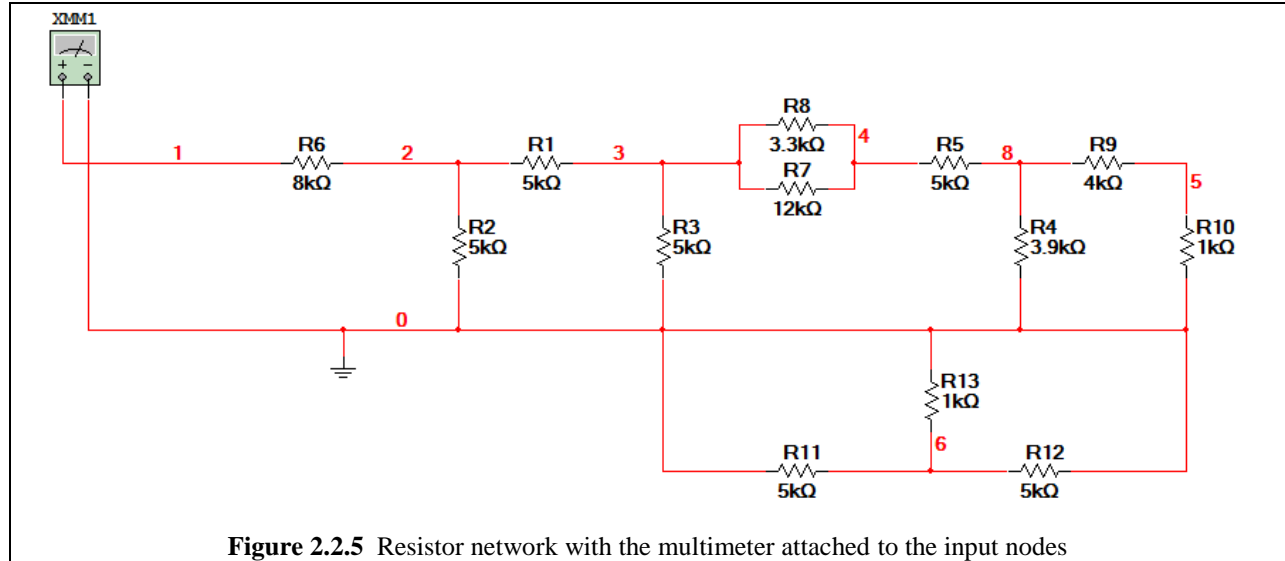 XMM1
+ −
1
R6
8kΩ
2
R1
5kΩ
3
R8
3.3kΩ
R7
12kΩ
4
R5
5kΩ
8
R9
4kΩ
5
R2
5kΩ
R3
5kΩ
R4
3.9kΩ
R10
1kΩ
0
R13
1kΩ
6
R11
5kΩ
R12
5kΩ
Figure 2.2.5 Resistor network with the multimeter attached to the input nodes